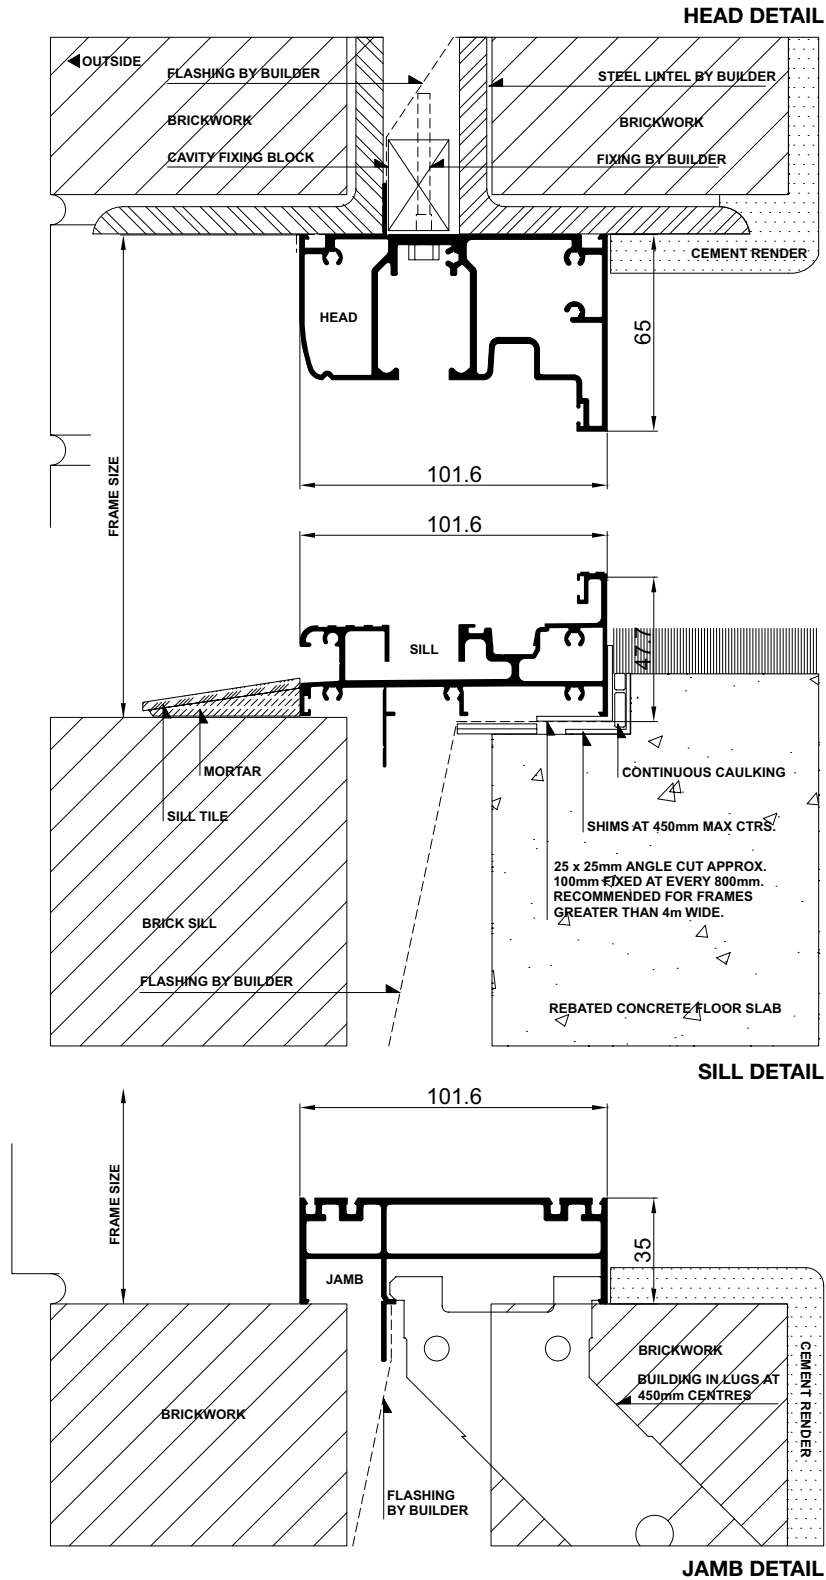 HEAD DETAIL
OUTSIDE
FLASHING BY BUILDER
STEEL LINTEL BY BUILDER
BRICKWORK
BRICKWORK
CAVITY FIXING BLOCK
FIXING BY BUILDER
CEMENT RENDER
HEAD
65
101.6
FRAME SIZE
101.6
SILL
47.7
MORTAR
CONTINUOUS CAULKING
SILL TILE
SHIMS AT 450mm MAX CTRS.
25 x 25mm ANGLE CUT APPROX.
100mm FIXED AT EVERY 800mm.
RECOMMENDED FOR FRAMES
GREATER THAN 4m WIDE.
BRICK SILL
FLASHING BY BUILDER
REBATED CONCRETE FLOOR SLAB
SILL DETAIL
101.6
FRAME SIZE
35
JAMB
BRICKWORK
BUILDING IN LUGS AT
450mm CENTRES
CEMENT RENDER
BRICKWORK
FLASHING
BY BUILDER
JAMB DETAIL